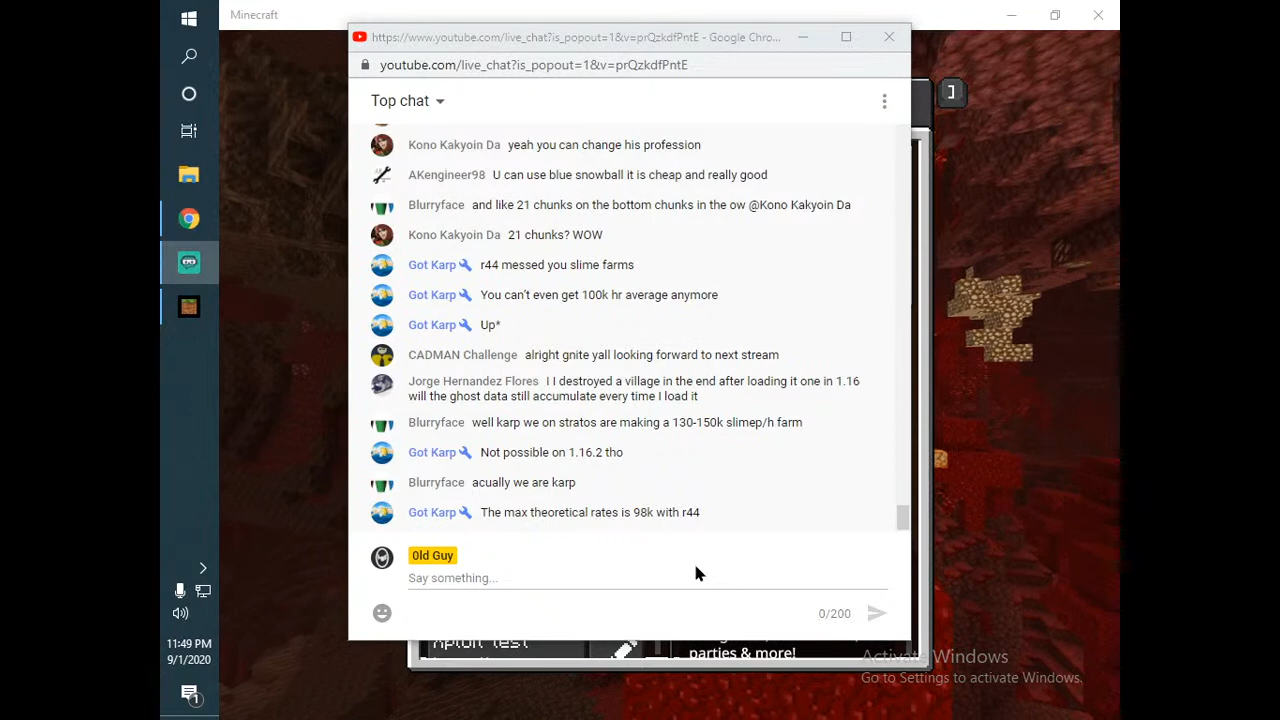 Minecraft
https://www.youtube.com/live_chat?is_popout=1&v=prQzkdfPntE - Google Chro...
youtube.com/live_chat?is_popout=1&v=prQzkdfPntE
]
Top chat
Kono Kakyoin Da yeah you can change his profession
AKengineer98 U can use blue snowball it is cheap and really good
Blurryface and like 21 chunks on the bottom chunks in the ow @Kono Kakyoin Da
Kono Kakyoin Da 21 chunks? WOW
Got Karp r44 messed you slime farms
Got Karp You can't even get 100k hr average anymore
Got Karp Up*
CADMAN Challenge alright gnite yall looking forward to next stream
Jorge Hernandez Flores I I destroyed a village in the end after loading it one in 1.16
will the ghost data still accumulate every time I load it
Blurryface well karp we on stratos are making a 130-150k slimep/h farm
Got Karp Not possible on 1.16.2 tho
Blurryface acually we are karp
Got Karp The max theoretical rates is 98k with r44
0ld Guy
Say something...
0/200
parties & more!
Activate Windows
Go to Settings to activate Windows.
11:49 PM
9/1/2020
1